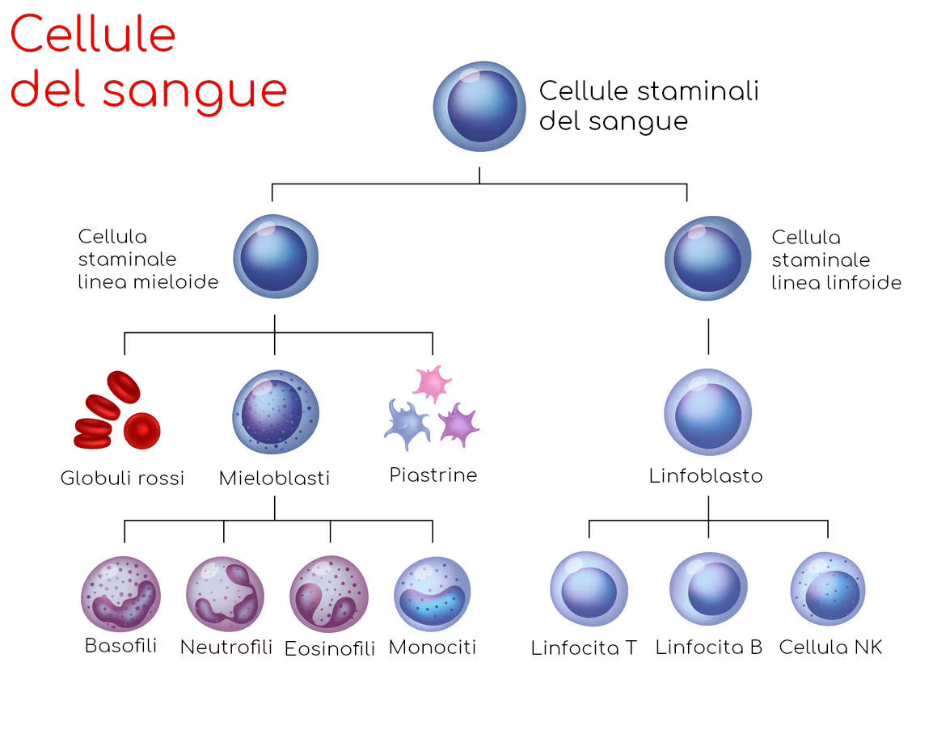 Cellule
del sangue
Cellule staminali
del sangue
Cellula
staminale
linea mieloide
Cellula
staminale
linea linfoide
Globuli rossi
Mieloblasti
Piastrine
Linfoblasto
Basofili
Neutrofili
Eosinofili
Monociti
Linfocita T
Linfocita B
Cellula NK